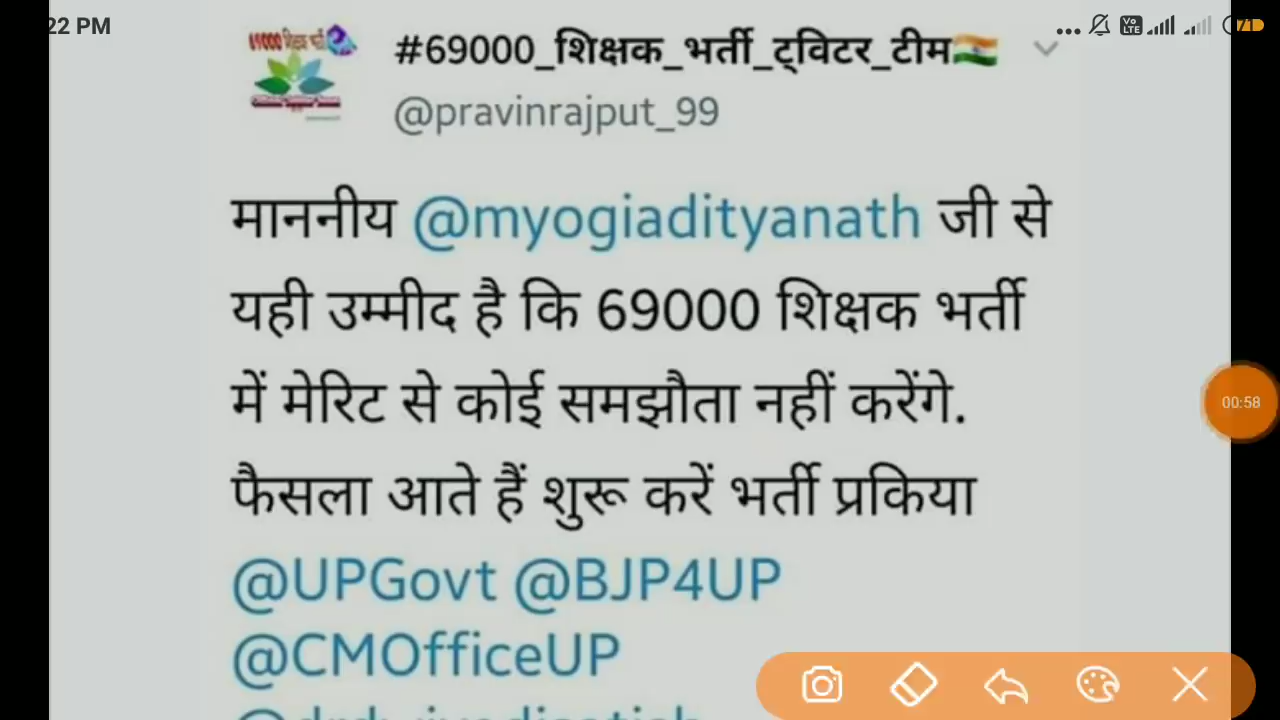 22 PM
#69000_शिक्षक_भर्ती_ट्विटर_टीम
@pravinrajput_99
माननीय @myogiadityanath जी से
यही उम्मीद है कि 69000 शिक्षक भर्ती
में मेरिट से कोई समझौता नहीं करेंगे.
फैसला आते हैं शुरू करें भर्ती प्रकिया
@UPGovt @BJP4UP
@CMOfficeUP
00:58